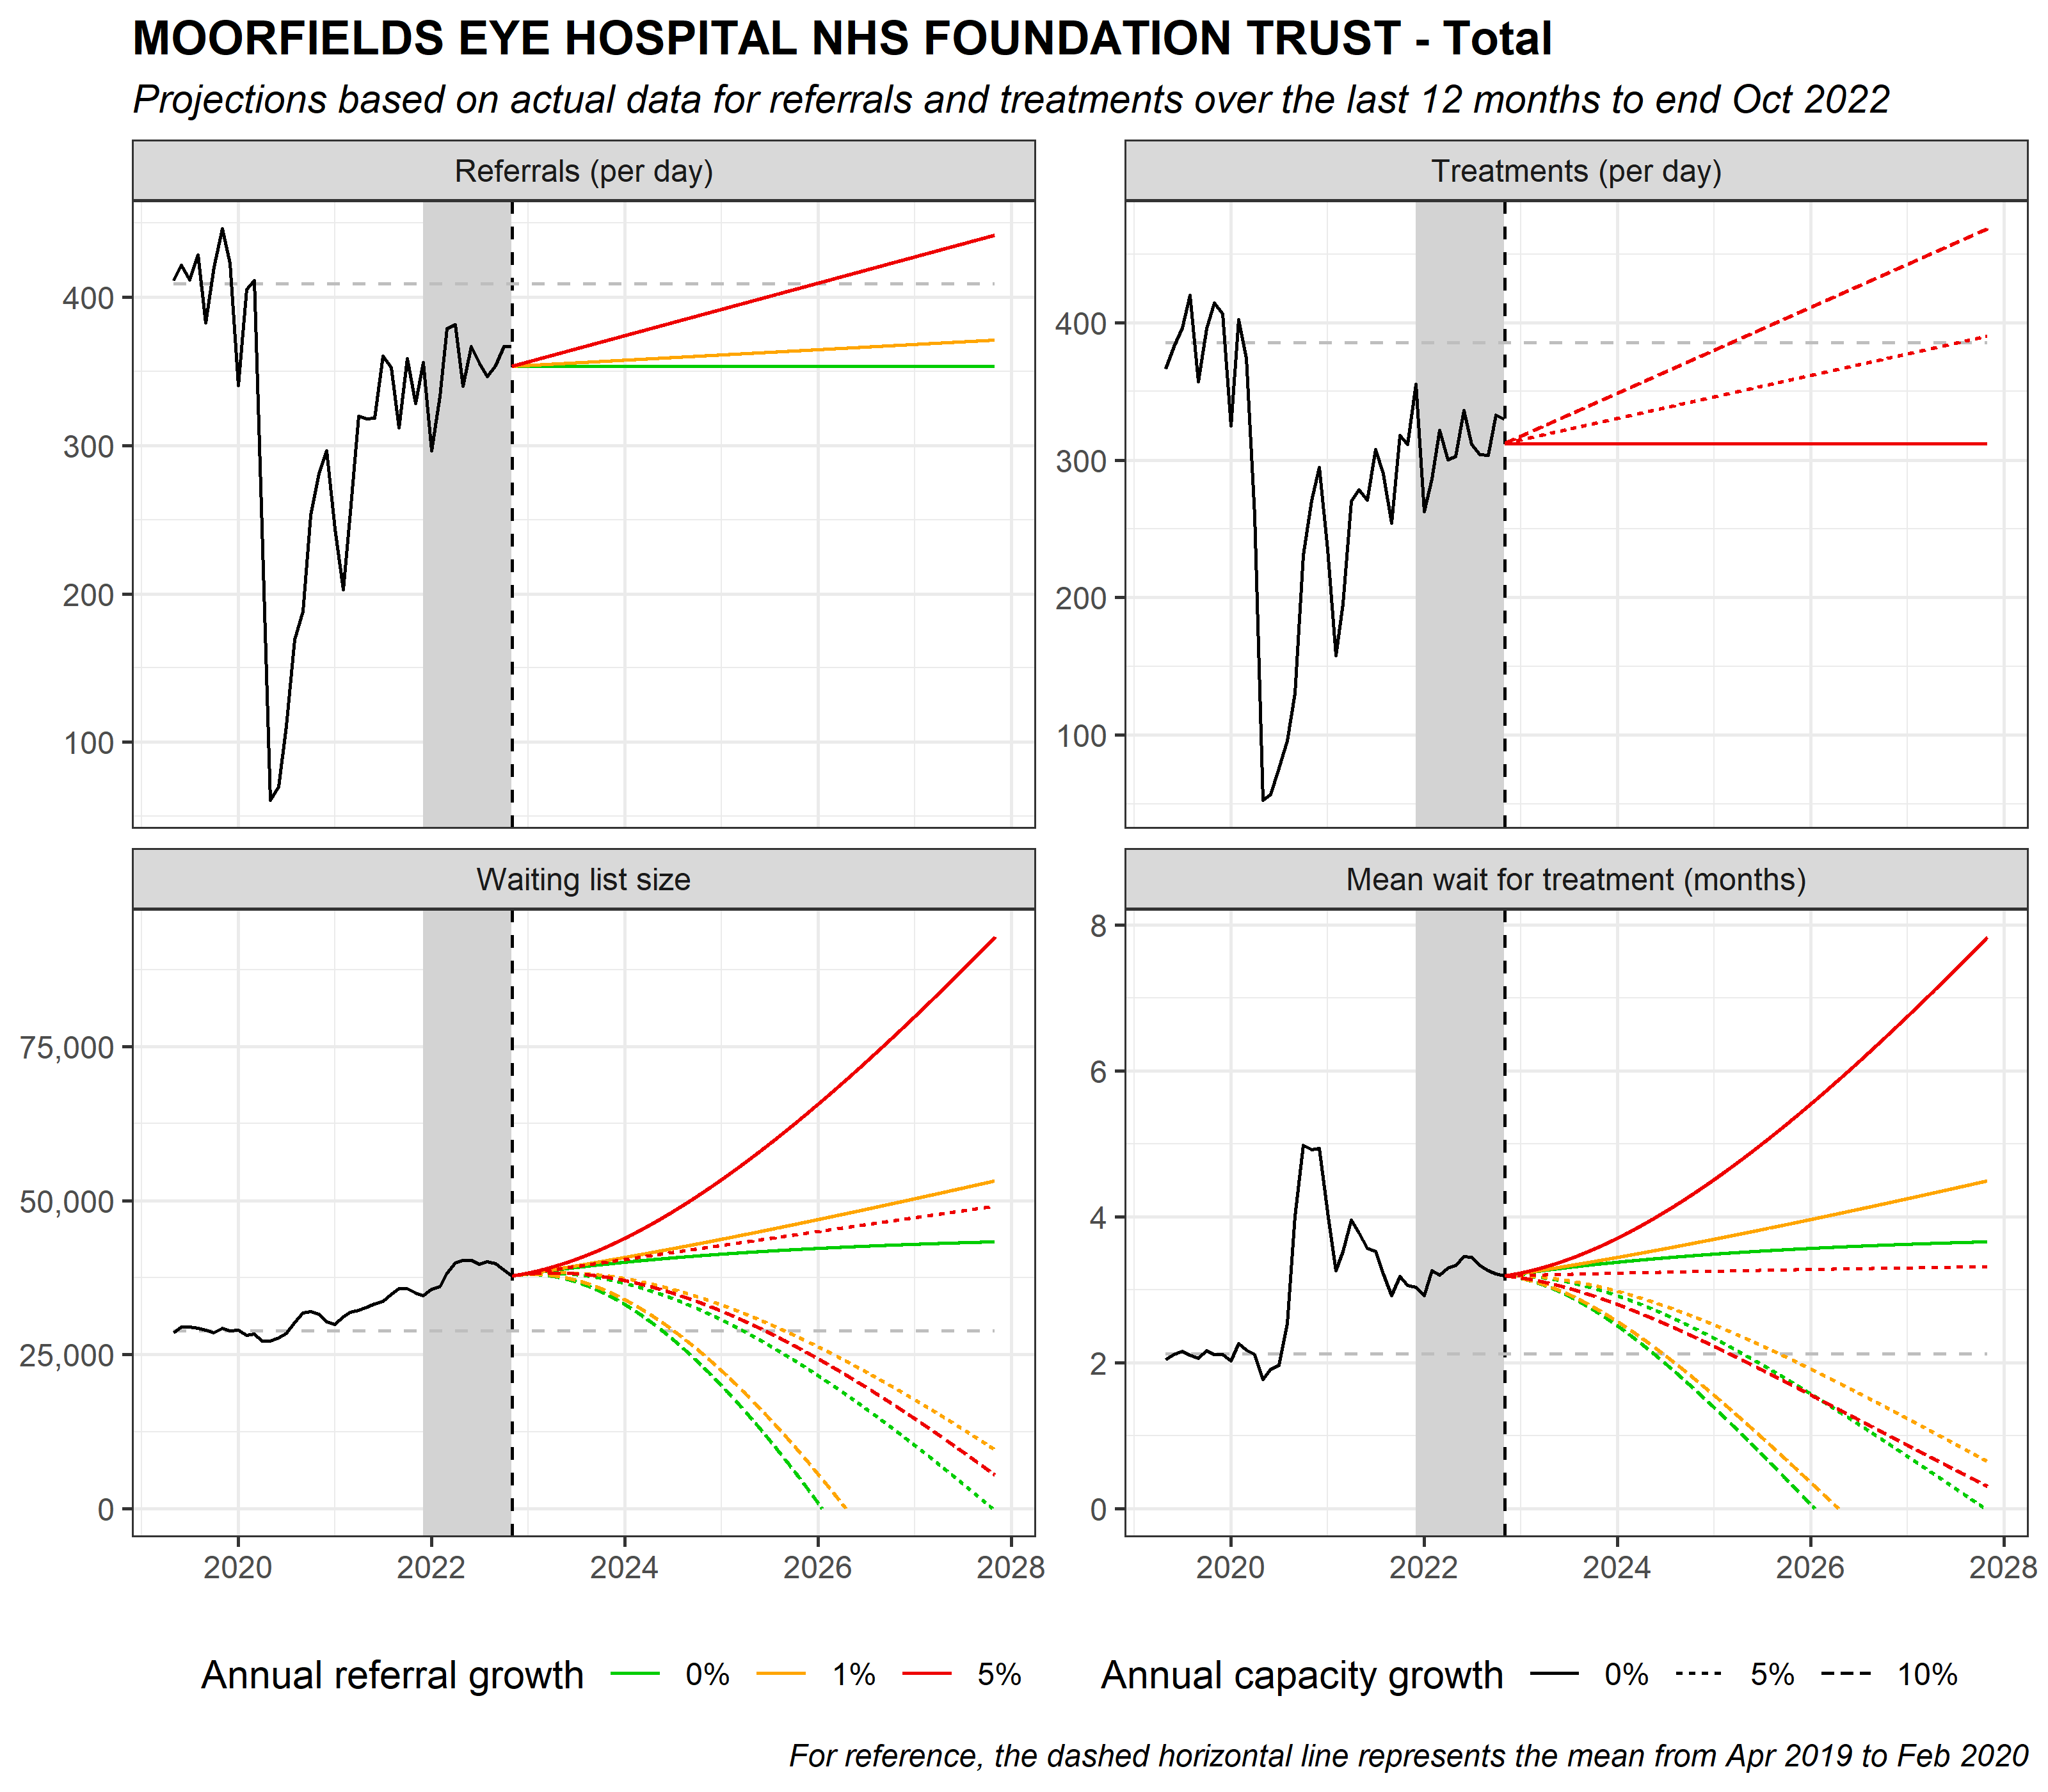 MOORFIELDS EYE HOSPITAL NHS FOUNDATION TRUST - Total
Projections based on actual data for referrals and treatments over the last 12 months to end Oct 2022
Referrals (per day)
400
300
200
100
Treatments (per day)
400
300
200
100
Waiting list size
75,000
50,000
25,000
0
2020 2022 2024 2026 2028
Mean wait for treatment (months)
8
6
4
2
0
2020 2022 2024 2026 2028
Annual referral growth 0% 1% 5%
Annual capacity growth 0% 5% 10%
For reference, the dashed horizontal line represents the mean from Apr 2019 to Feb 2020